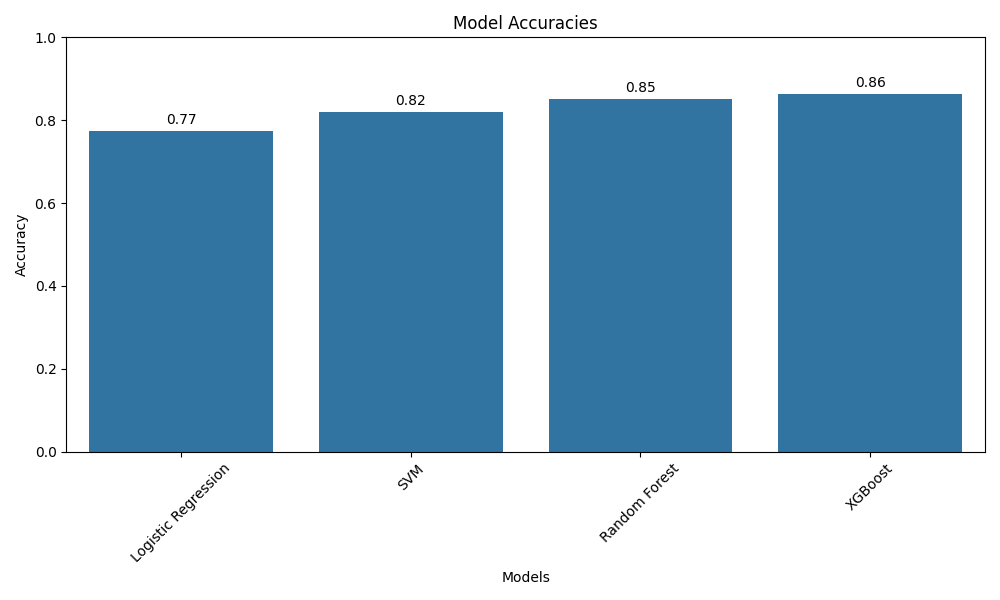 Model Accuracies
Accuracy
1.0
0.8
0.6
0.4
0.2
0.0
0.77
0.82
0.85
0.86
Logistic Regression
SVM
Random Forest
XGBoost
Models